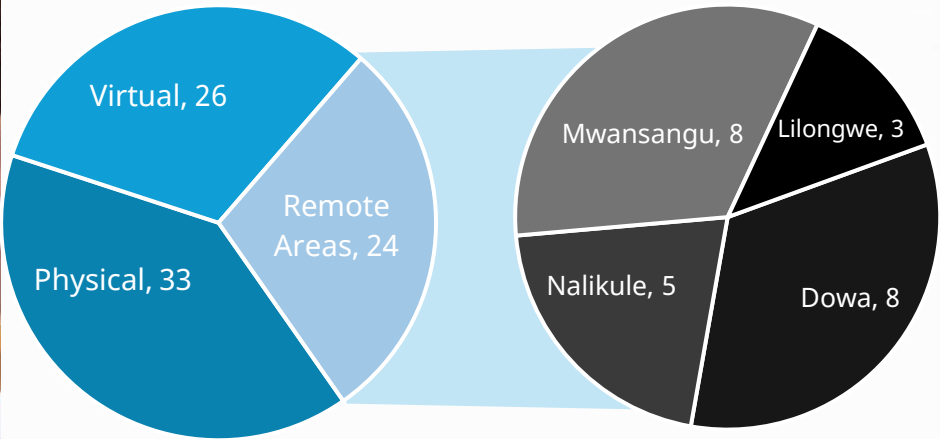 Virtual, 26
Remote
Areas, 24
Physical, 33
Mwansangu, 8
Lilongwe, 3
Nalikule, 5
Dowa, 8